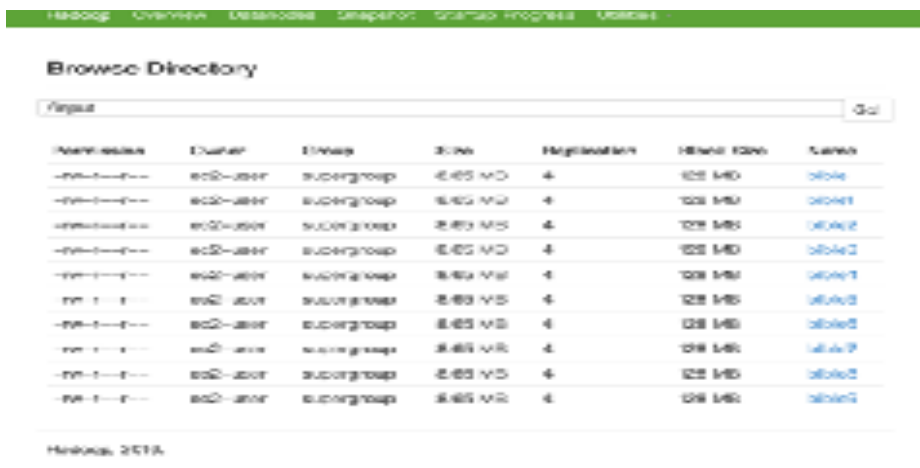 Hadoop Overview Datanodes Snapshot Startup Progress Utilities
Browse Directory
/input Go!
Permission Owner Group Size Replication Block Size Name
-rw-r--r-- ec2-user supergroup 4 128 MB bible
-rw-r--r-- ec2-user supergroup 4 128 MB bible1
-rw-r--r-- ec2-user supergroup 4 128 MB bible2
-rw-r--r-- ec2-user supergroup 4 128 MB bible3
-rw-r--r-- ec2-user supergroup 4 128 MB bible4
-rw-r--r-- ec2-user supergroup 4 128 MB
-rw-r--r-- ec2-user supergroup 4 128 MB
-rw-r--r-- ec2-user supergroup 4 128 MB bible7
-rw-r--r-- ec2-user supergroup 4 128 MB
-rw-r--r-- ec2-user supergroup 4 128 MB
Hadoop,